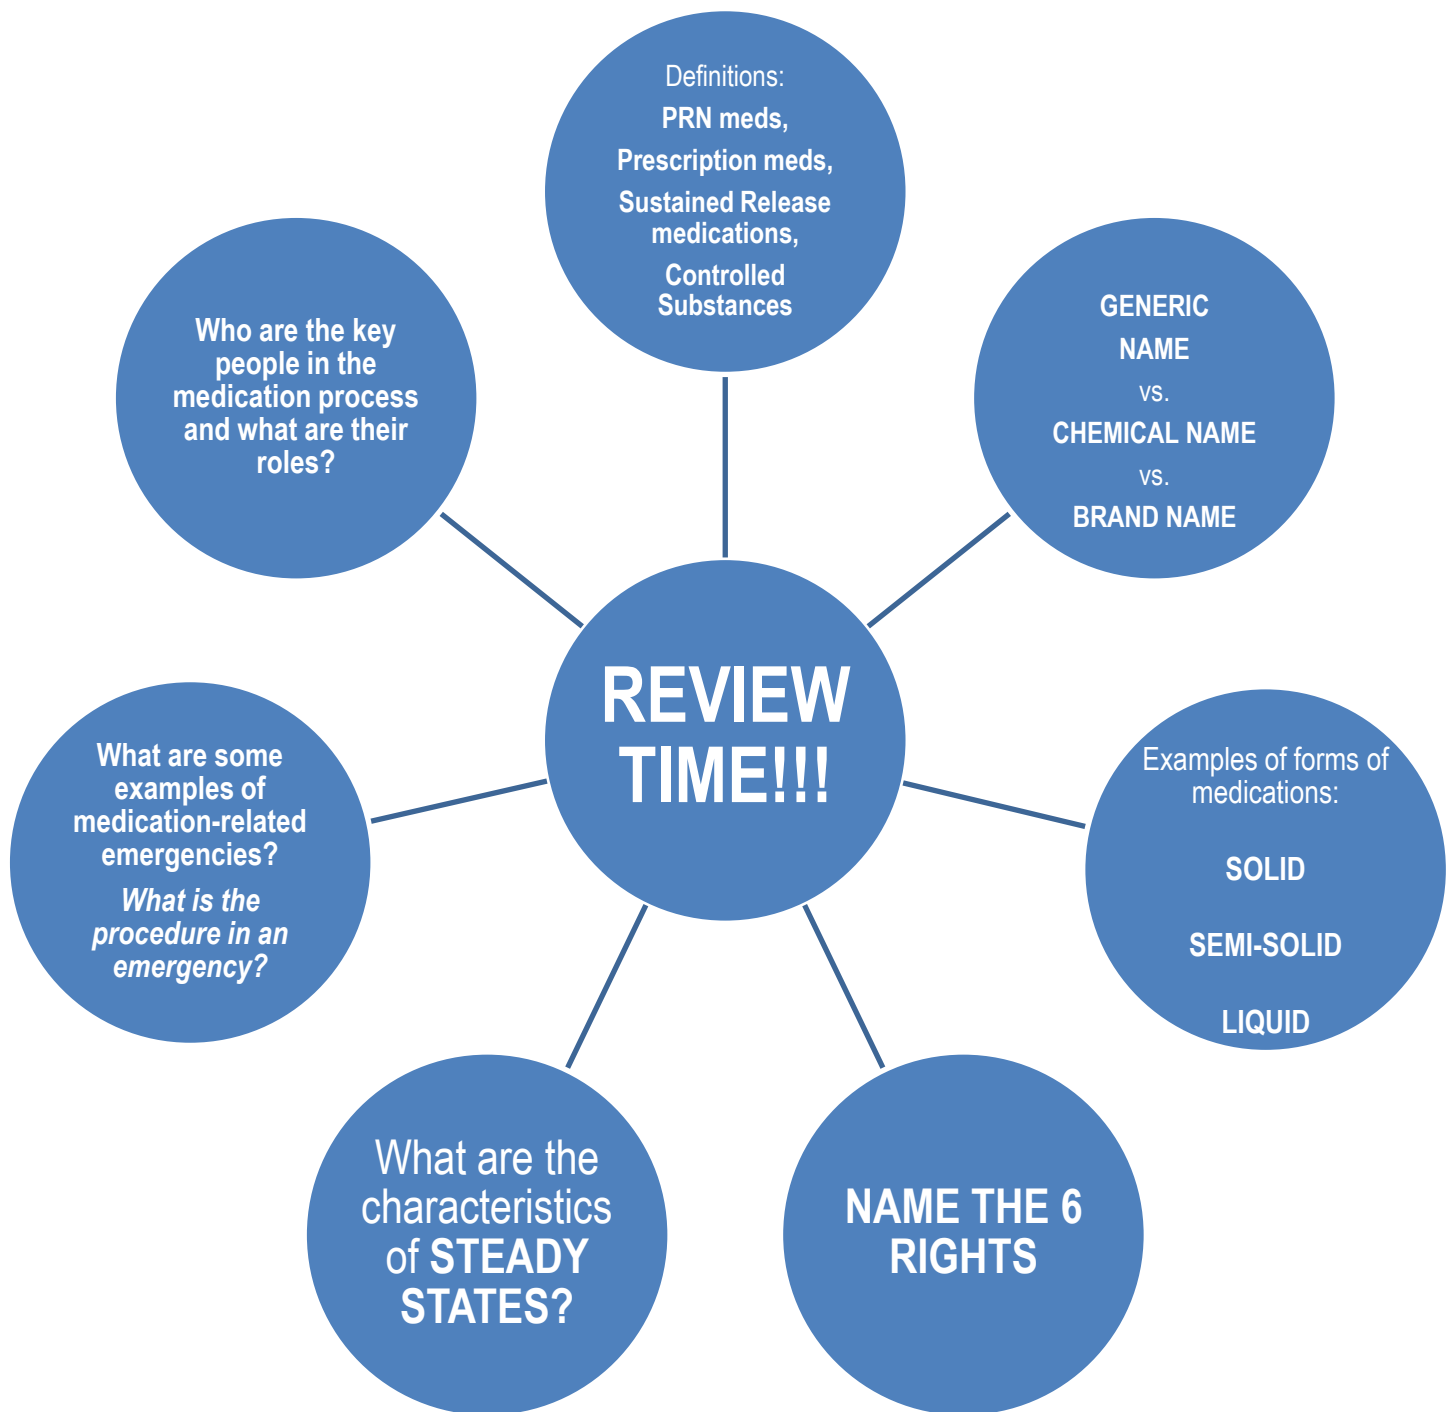 Definitions:
PRN meds,
Prescription meds,
Sustained Release
medications,
Controlled
Substances
GENERIC
NAME
vs.
CHEMICAL NAME
vs.
BRAND NAME
Examples of forms of
medications:
SOLID
SEMI-SOLID
LIQUID
NAME THE 6
RIGHTS
What are the
characteristics
of STEADY
STATES?
What are some
examples of
medication-related
emergencies?
What is the
procedure in an
emergency?
Who are the key
people in the
medication process
and what are their
roles?
REVIEW
TIME!!!